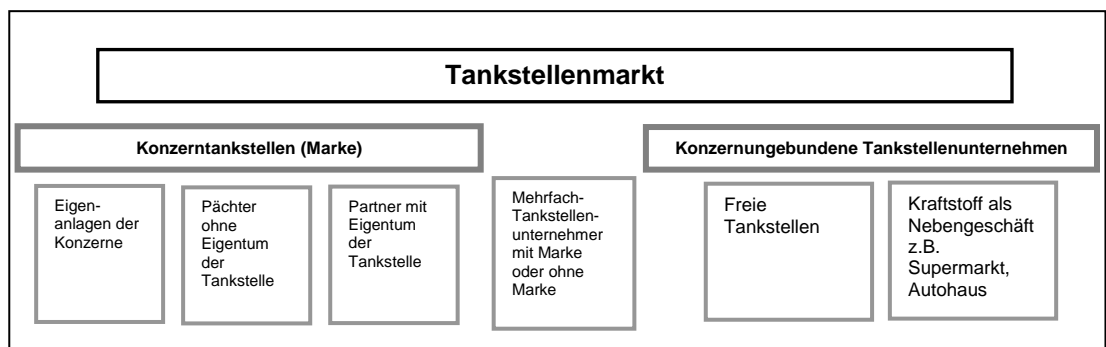 Tankstellenmarkt
Konzerntankstellen (Marke)
Konzernungebundene Tankstellenunternehmen
Eigen-
anlagen der
Konzerne
Pächter
ohne
Eigentum
der
Tankstelle
Partner mit
Eigentum
der
Tankstelle
Mehrfach-
Tankstellen-
unternehmer
mit Marke
oder ohne
Marke
Freie
Tankstellen
Kraftstoff als
Nebengeschäft
z.B.
Supermarkt,
Autohaus